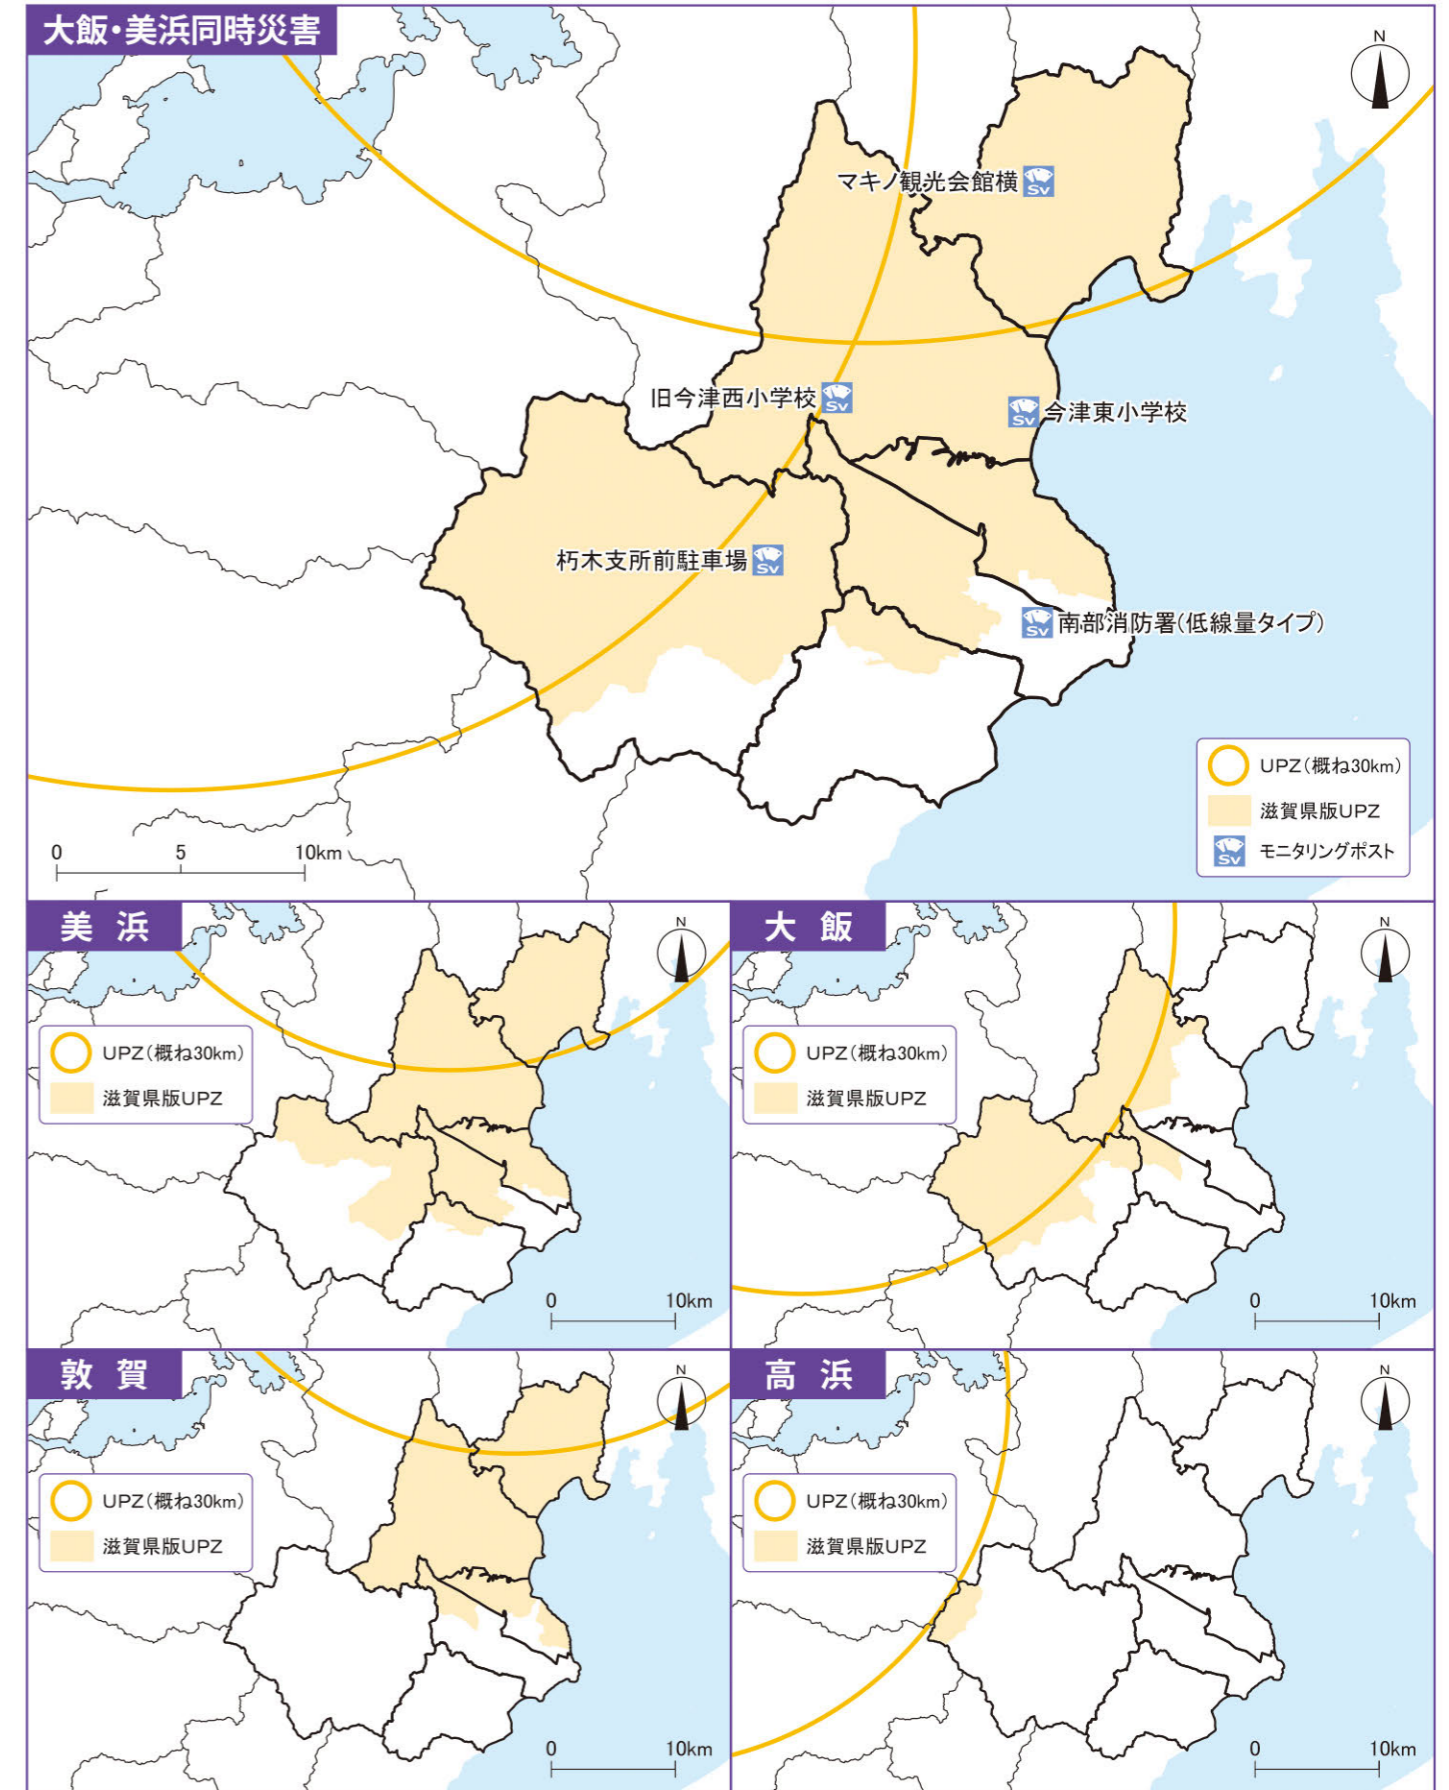 大飯・美浜同時災害
N
マキノ観光会館横
Sv
旧今津西小学校
Sv
Sv
今津東小学校
朽木支所前駐車場
Sv
Sv
南部消防署(低線量タイプ)
UPZ(概ね30km)
滋賀県版UPZ
Sv
モニタリングポスト
0 5 10km
美浜
N
UPZ(概ね30km)
滋賀県版UPZ
0 10km
大飯
N
UPZ(概ね30km)
滋賀県版UPZ
0 10km
敦賀
N
UPZ(概ね30km)
滋賀県版UPZ
0 10km
高浜
N
UPZ(概ね30km)
滋賀県版UPZ
0 10km